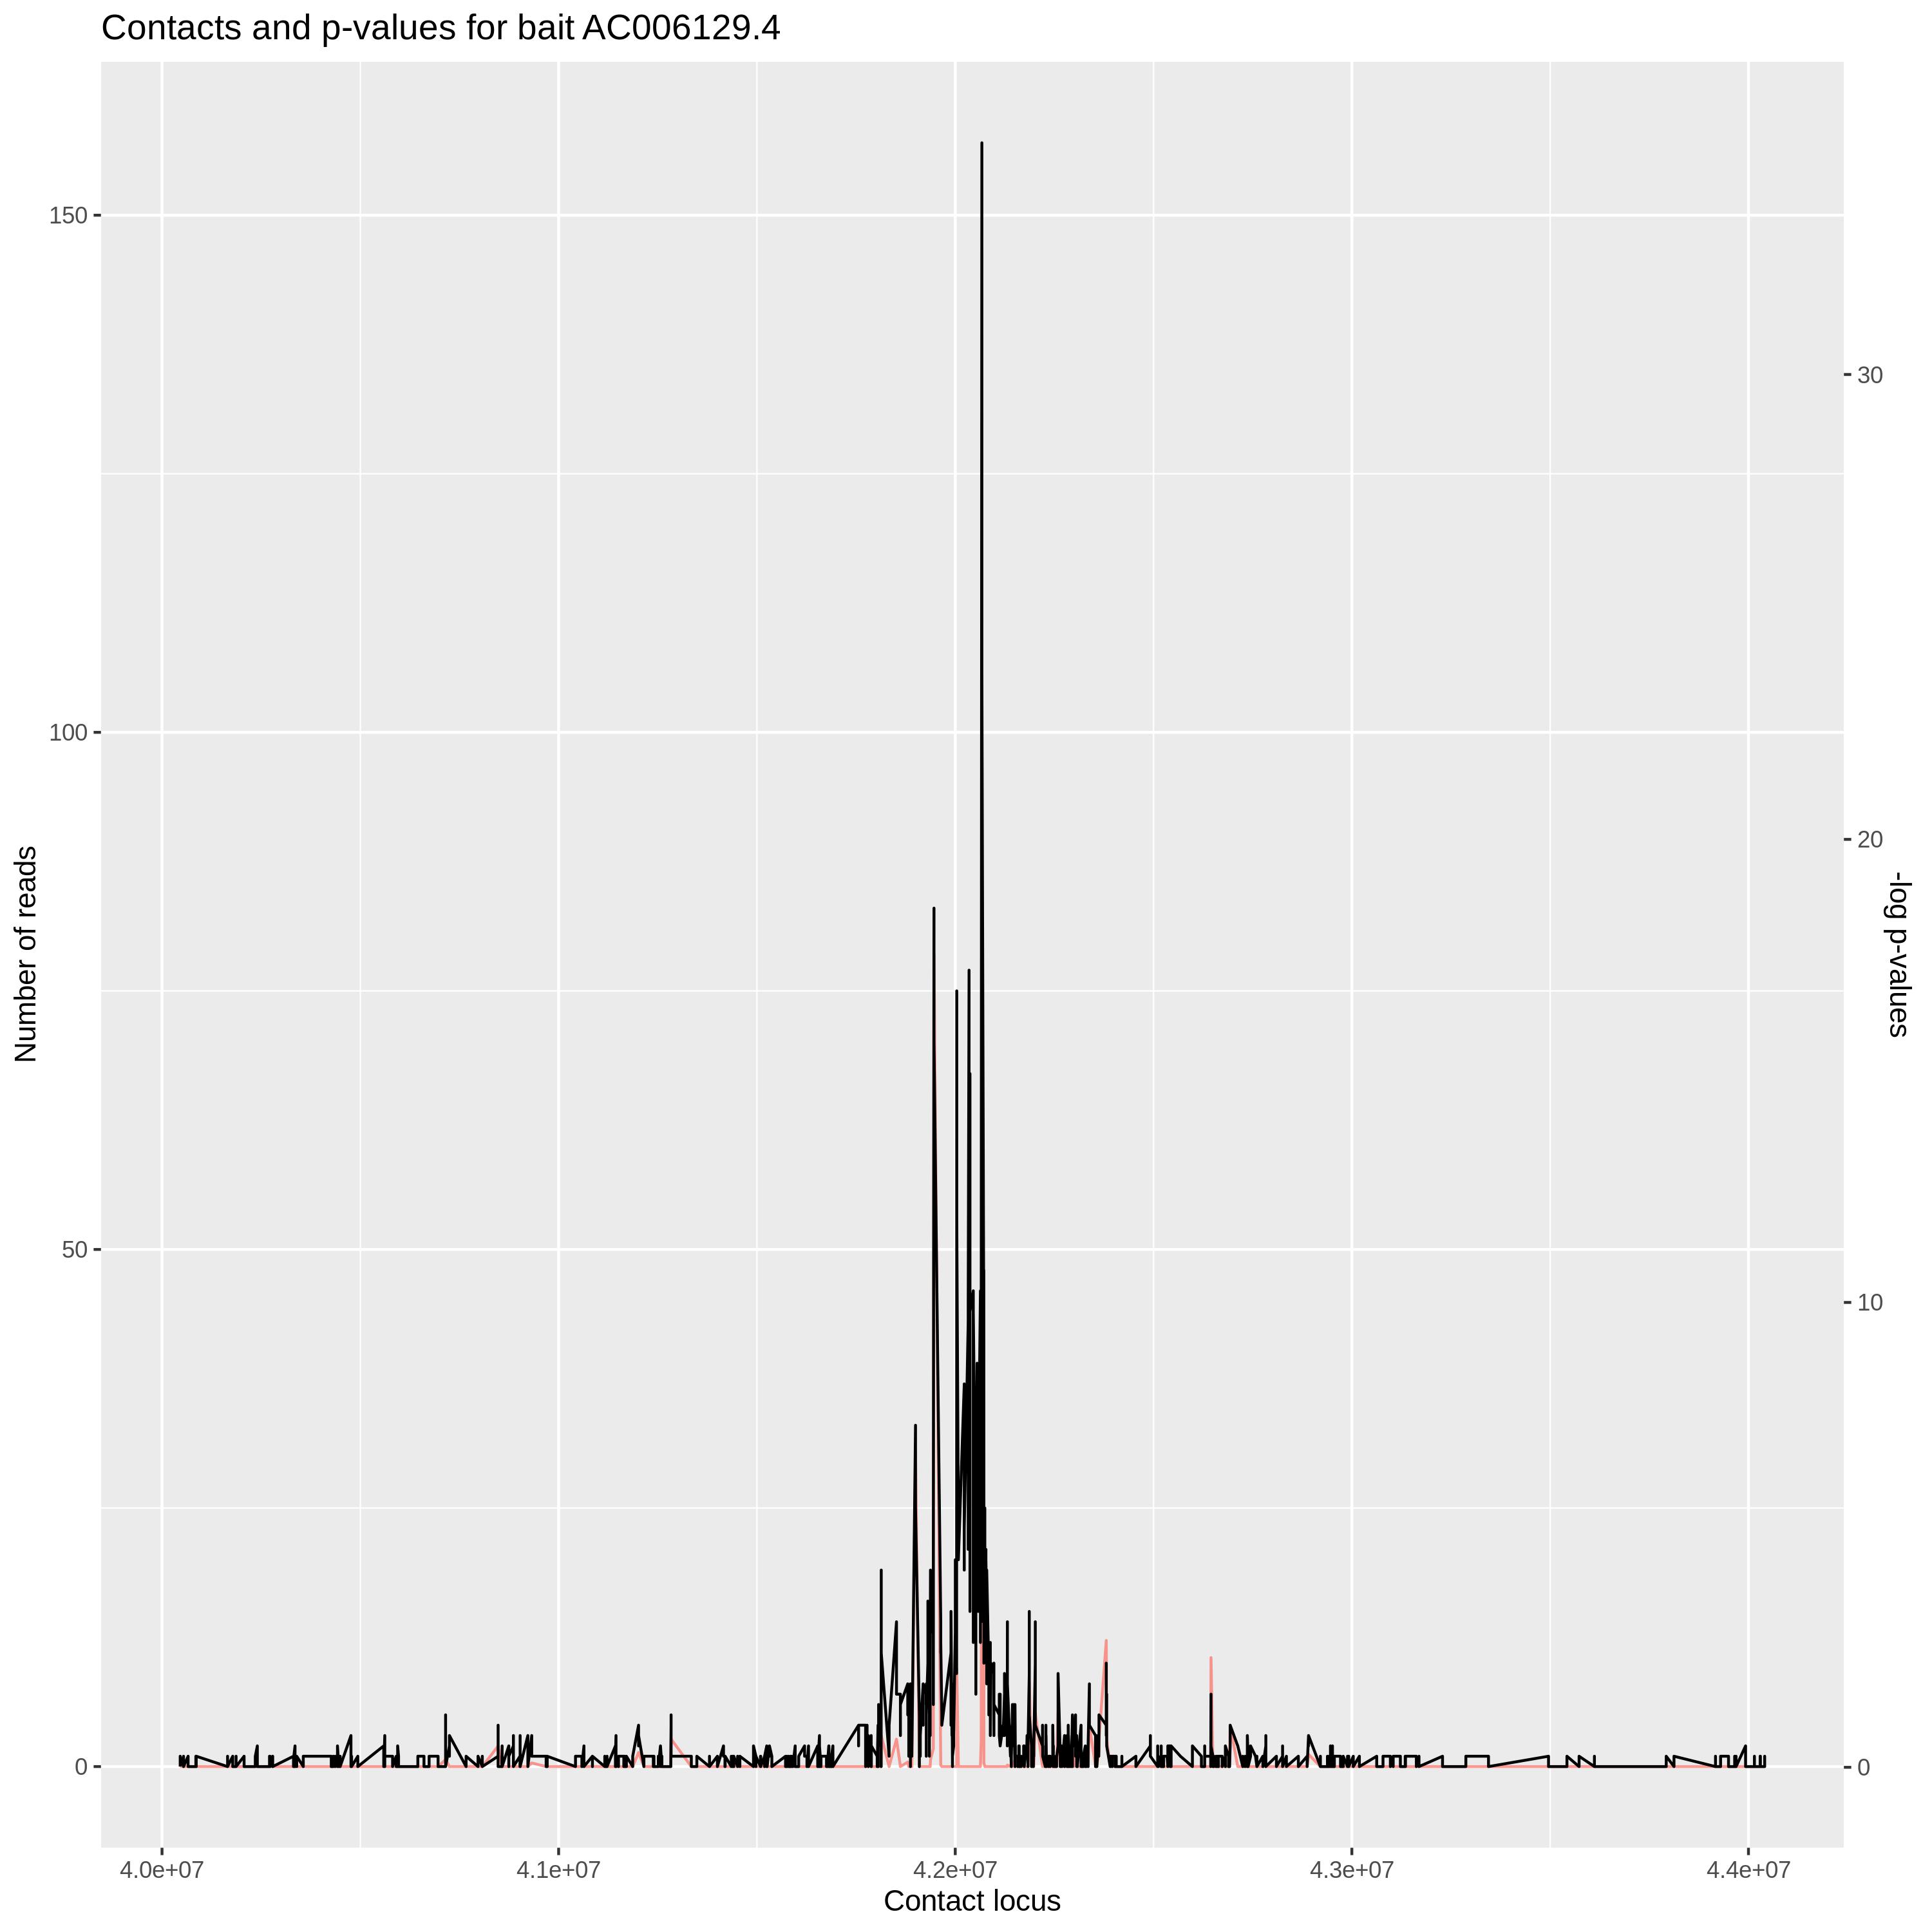 Contacts and p-values for bait AC006129.4
150
100
50
0
30
20
10
0
Number of reads
-log p-values
4.0e+07 4.1e+07 4.2e+07 4.3e+07 4.4e+07
Contact locus